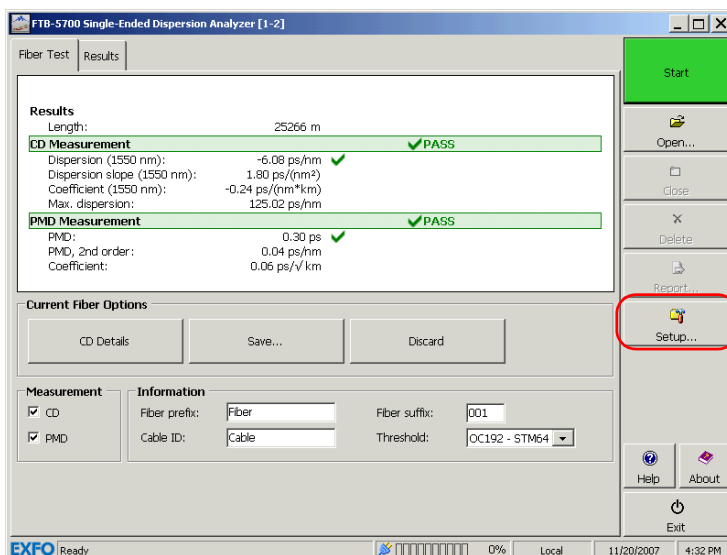 FTB-5700 Single-Ended Dispersion Analyzer [1-2]
Fiber Test
Results
Results
Length: 25266 m
CD Measurement PASS
Dispersion (1550 nm): -6.08 ps/nm
Dispersion slope (1550 nm): 1.80 ps/(nm²)
Coefficient (1550 nm): -0.24 ps/(nm*km)
Max. dispersion: 125.02 ps/nm
PMD Measurement PASS
PMD: 0.30 ps
PMD, 2nd order: 0.04 ps/nm
Coefficient: 0.06 ps/√ km
Current Fiber Options
CD Details
Save...
Discard
Measurement
CD
PMD
Information
Fiber prefix: Fiber
Fiber suffix: 001
Cable ID: Cable
Threshold: OC192 - STM64
Start
Open...
Close
Delete
Report...
Setup...
Help
About
Exit
EXFO Ready 0% Local 11/20/2007 4:32 PM